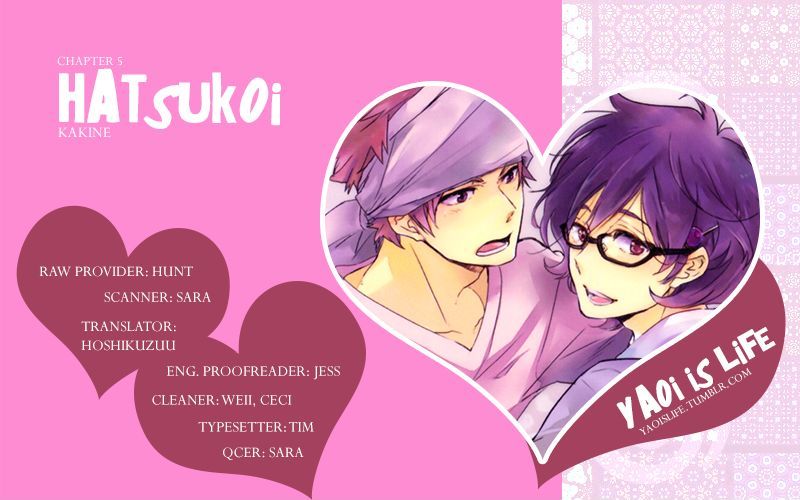 CHAPTER 5
HATSUKOi
KAKINE
RAW PROVIDER: HUNT
SCANNER: SARA
TRANSLATOR:
HOSHIKUZUU
ENG. PROOFREADER: JESS
CLEANER: WEII, CECI
TYPESETTER: TIM
QCER: SARA
YAOi iS LiFE
YAOISLIFE.TUMBLR.COM